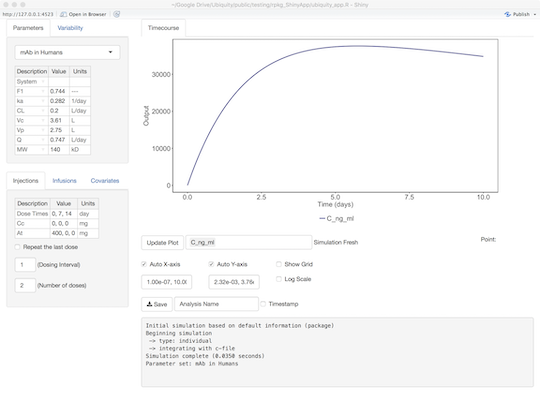 ~/Google Drive/Ubiquity/public/testing/rpkg_ShinyApp/ubiquity_app.R - Shiny
http://127.0.0.1:4523 Open in Browser Publish
Parameters Variability
mAb in Humans
Description Value Units
System
F1 0.744 ---
ka 0.282 1/day
CL 0.2 L/day
Vc 3.61 L
Vp 2.75 L
Q 0.747 L/day
MW 140 kD
Injections Infusions Covariates
Description Value Units
Dose Times 0, 7, 14 day
Cc 0, 0, 0 mg
At 400, 0, 0 mg
Repeat the last dose
1 (Dosing Interval)
2 (Number of doses)
Timecourse
Output
30000
20000
10000
0
0.0 2.5 5.0 7.5 10.0
Time (days)
C_ng_ml
Update Plot C_ng_ml Simulation Fresh Point:
Auto X-axis Auto Y-axis Show Grid
1.00e-07, 10.00 2.32e-03, 3.76e Log Scale
Save Analysis Name Timestamp
Initial simulation based on default information (package)
Beginning simulation
-> type: individual
-> integrating with c-file
Simulation complete (0.0350 seconds)
Parameter set: mAb in Humans